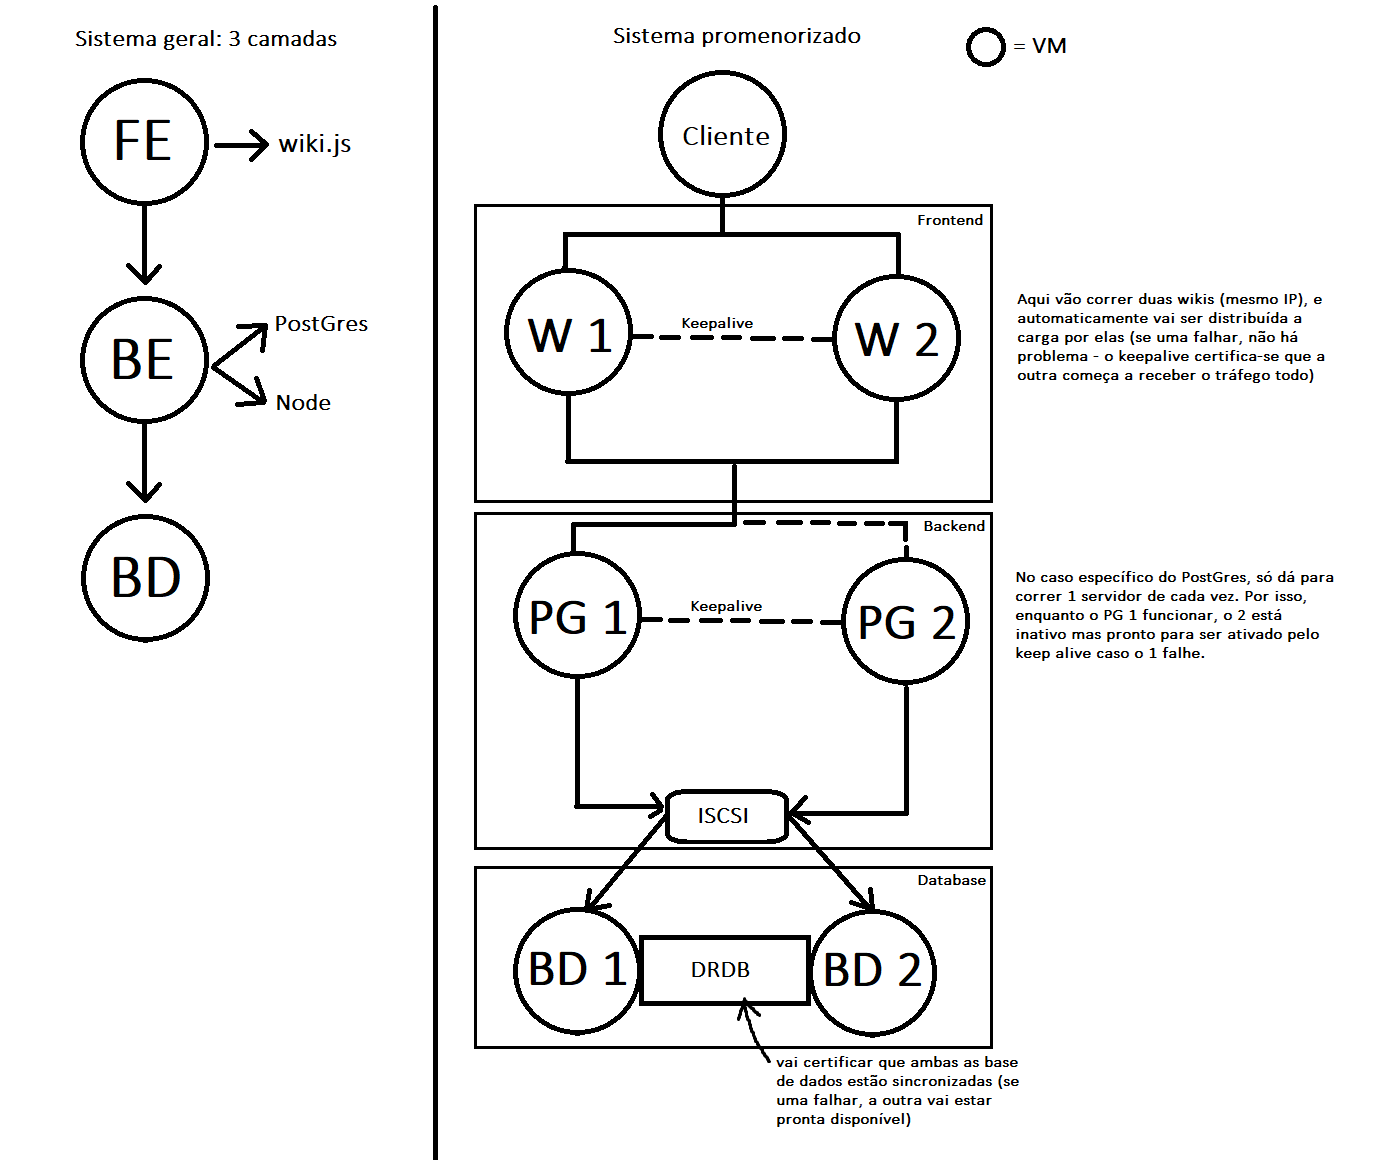 Sistema geral: 3 camadas
FE
wiki.js
BE
PostGres
Node
BD
Sistema promenorizado
= VM
Cliente
Frontend
W 1
Keepalive
W 2
Aqui vão correr duas wikis (mesmo IP), e
automaticamente vai ser distribuída a
carga por elas (se uma falhar, não há
problema - o keepalive certifica-se que a
outra começa a receber o tráfego todo)
Backend
PG 1
Keepalive
PG 2
No caso específico do PostGres, só dá para
correr 1 servidor de cada vez. Por isso,
enquanto o PG 1 funcionar, o 2 está
inativo mas pronto para ser ativado pelo
keep alive caso o 1 falhe.
ISCSI
Database
BD 1
DRDB
BD 2
vai certificar que ambas as base
de dados estão sincronizadas (se
uma falhar, a outra vai estar
pronta disponível)